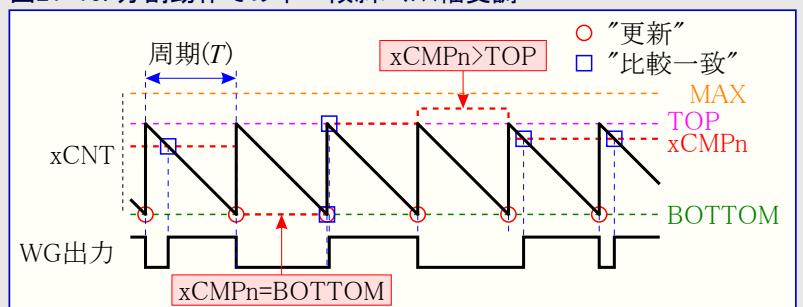 周期(T)
xCMPn>TOP
"更新"
"比較一致"
MAX
TOP
xCMPn
xCNT
BOTTOM
WG出力
xCMPn=BOTTOM